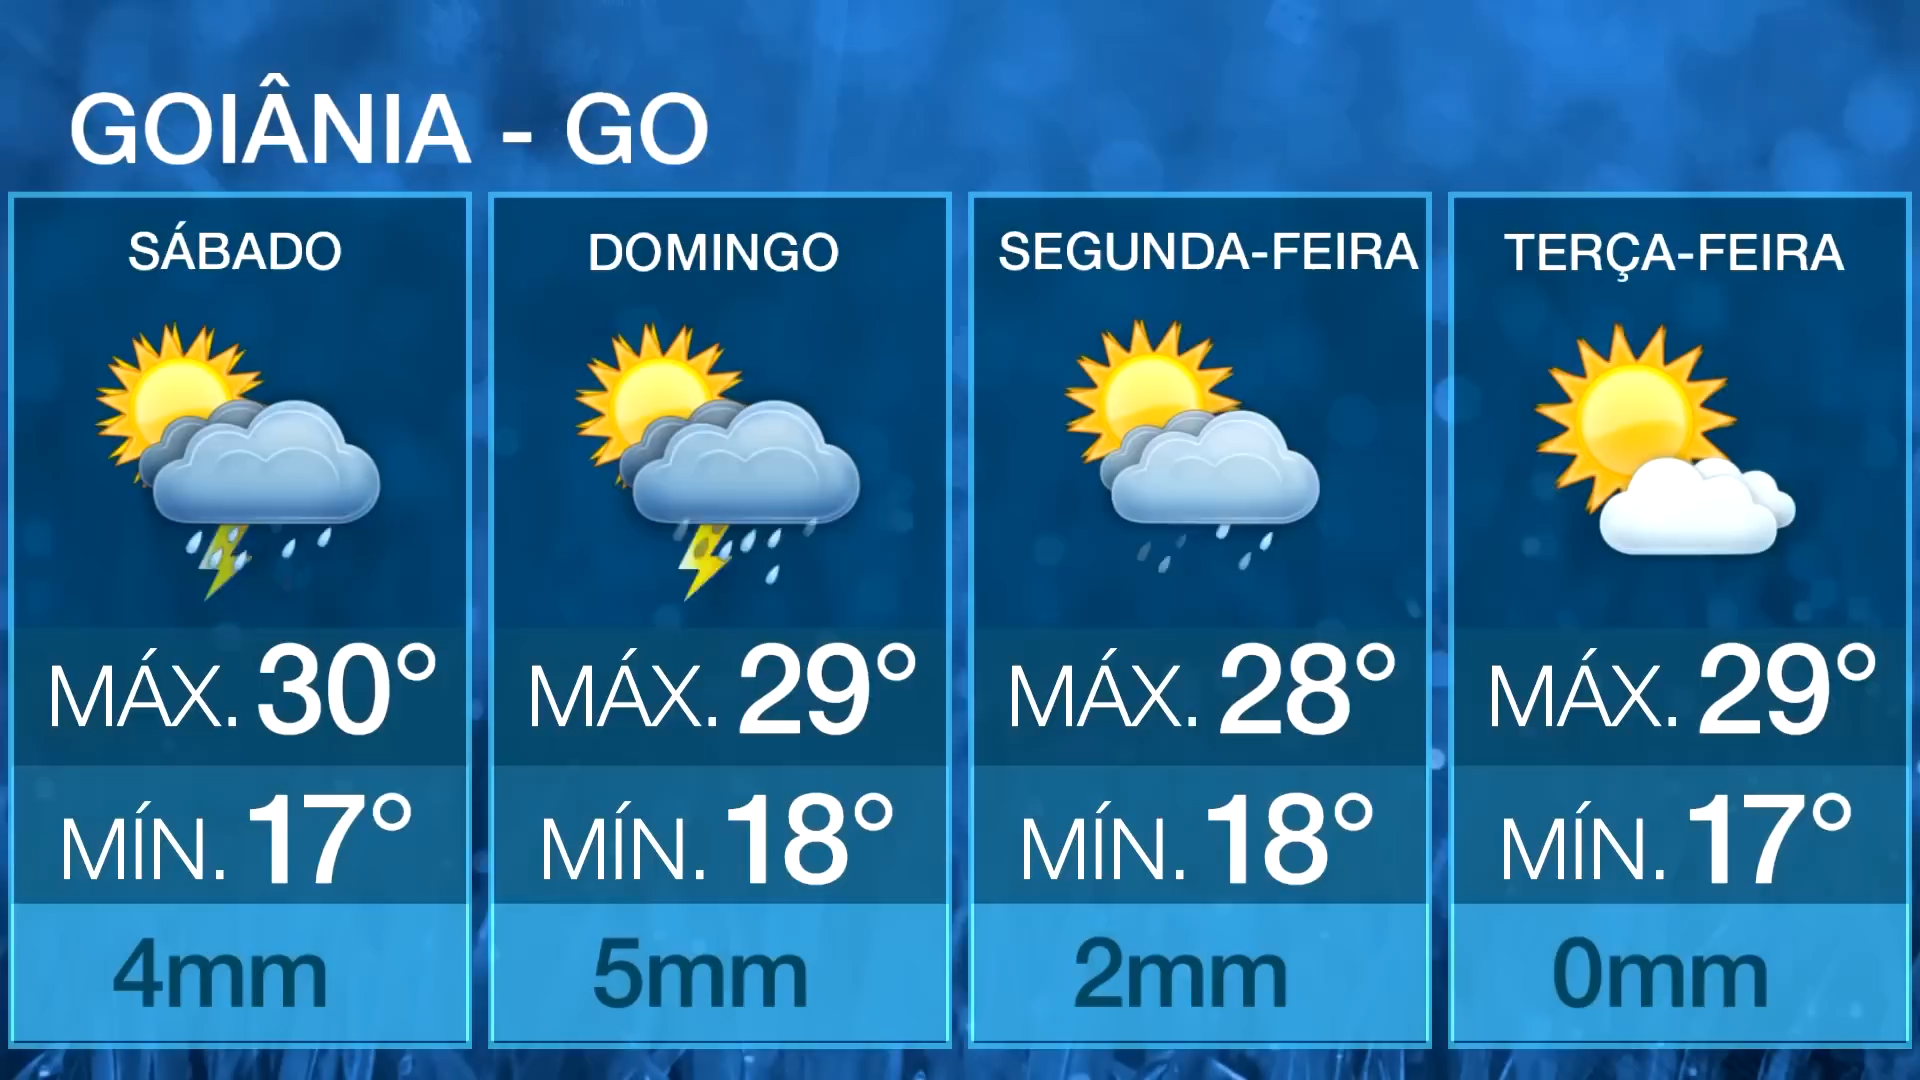 GOIÂNIA - GO
SÁBADO
MÁX. 30°
MÍN. 17°
4mm
DOMINGO
MÁX. 29°
MÍN. 18°
5mm
SEGUNDA-FEIRA
MÁX. 28°
MÍN. 18°
2mm
TERÇA-FEIRA
MÁX. 29°
MÍN. 17°
0mm